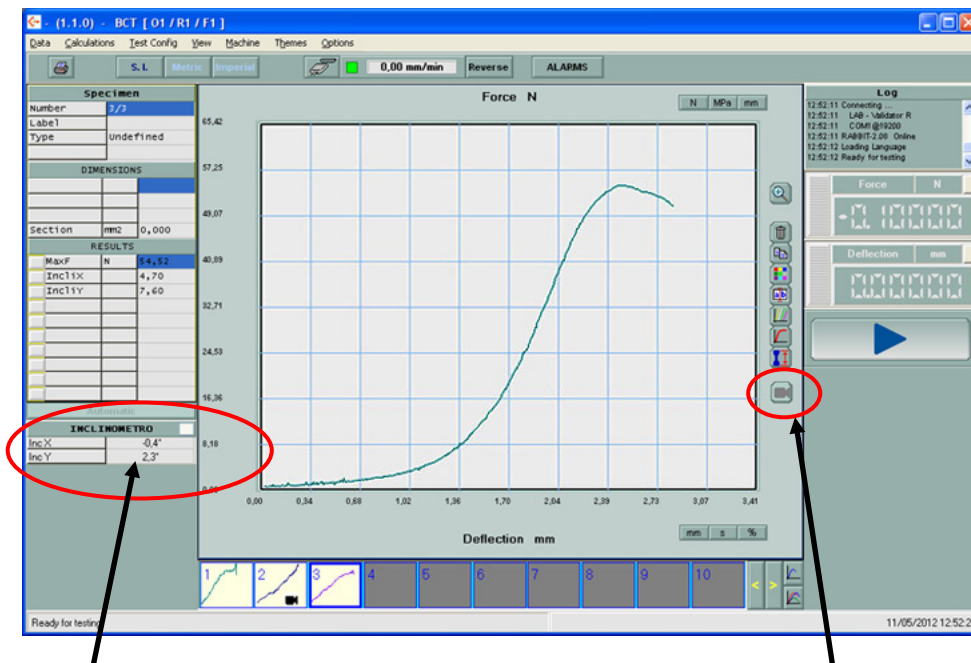 - (1.1.0) - BCT [ O1 / R1 / F1 ]
Data Calculations Test Config View Machine Themes Options
S.I. Metric Imperial 0,00 mm/min Reverse ALARMS
Specimen
Number 3/3
Label
Type Undefined
DIMENSIONS
Section mm2 0,000
RESULTS
MaxF N 54,52
IncliX 4,70
IncliY 7,60
Automatic
INCLINOMETRO
Inc X -0,4°
Inc Y 2,3°
Force N
N MPa mm
65,42
57,25
49,07
40,89
32,71
24,53
16,36
8,18
0,00
0,00 0,34 0,68 1,02 1,36 1,70 2,04 2,39 2,73 3,07 3,41
Deflection mm
mm s %
1 2 3 4 5 6 7 8 9 10 < >
Log
12:52:11 Connecting ...
12:52:11 LAB - Validator R
12:52:11 COM1@19200
12:52:11 RABBIT-2.08 Online
12:52:12 Loading Language
12:52:12 Ready for testing
Force N
-0.10000
Deflection mm
Ready for testing
11/05/2012 12:52:2